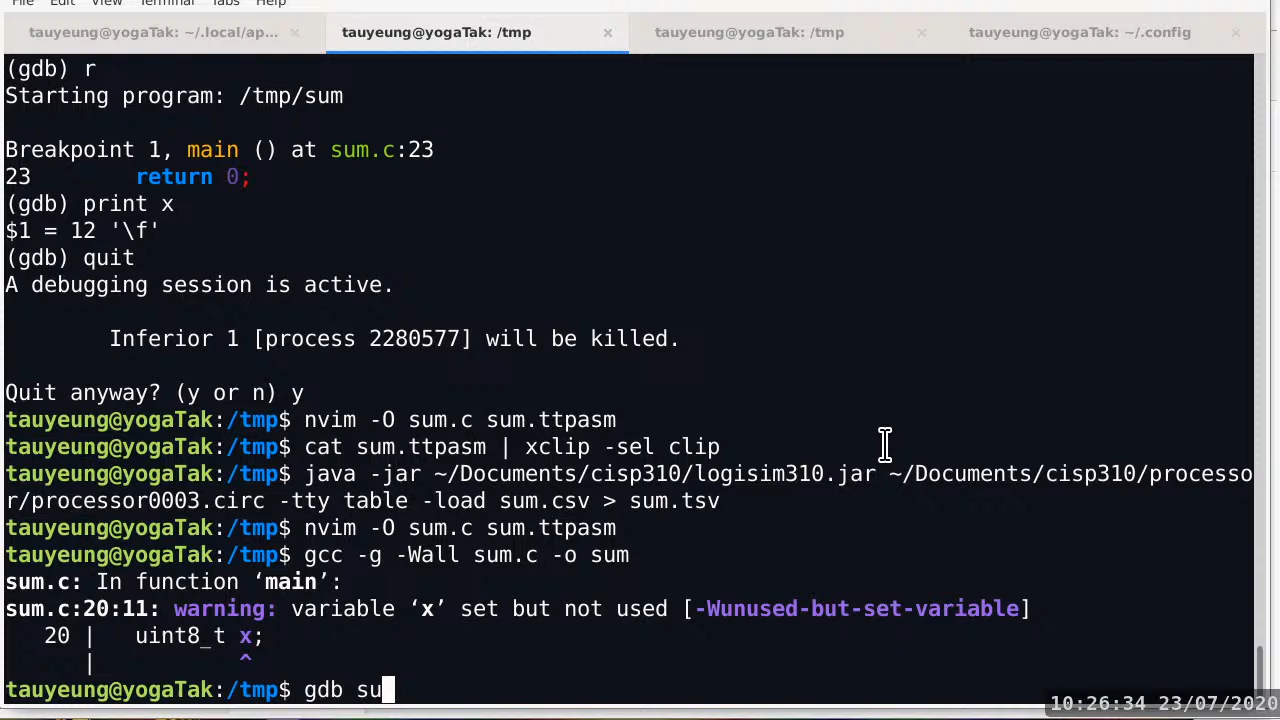 File Edit View Terminal Tabs Help
tauyeung@yogaTak: ~/.local/ap... × tauyeung@yogaTak: /tmp × tauyeung@yogaTak: /tmp × tauyeung@yogaTak: ~/.config ×
(gdb) r
Starting program: /tmp/sum
Breakpoint 1, main () at sum.c:23
23        return 0;
(gdb) print x
$1 = 12 '\f'
(gdb) quit
A debugging session is active.
Inferior 1 [process 2280577] will be killed.
Quit anyway? (y or n) y
tauyeung@yogaTak:/tmp$ nvim -O sum.c sum.ttpasm
tauyeung@yogaTak:/tmp$ cat sum.ttpasm | xclip -sel clip
tauyeung@yogaTak:/tmp$ java -jar ~/Documents/cisp310/logisim310.jar ~/Documents/cisp310/processo
r/processor0003.circ -tty table -load sum.csv > sum.tsv
tauyeung@yogaTak:/tmp$ nvim -O sum.c sum.ttpasm
tauyeung@yogaTak:/tmp$ gcc -g -Wall sum.c -o sum
sum.c: In function ‘main’:
sum.c:20:11: warning: variable ‘x’ set but not used [-Wunused-but-set-variable]
20 |   uint8_t x;
|           ^
tauyeung@yogaTak:/tmp$ gdb su
10:26:34 23/07/2020